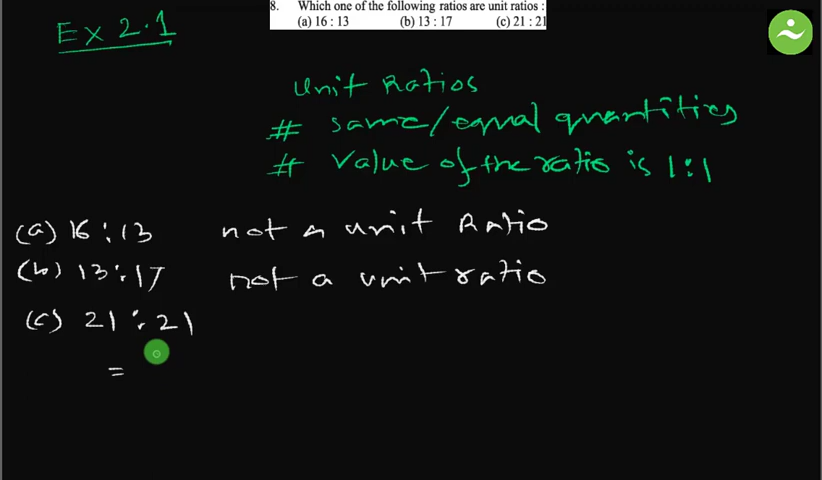 8. Which one of the following ratios are unit ratios :
(a) 16 : 13 (b) 13 : 17 (c) 21 : 21
Ex 2.1
Unit Ratios
# same/equal quantities
# Value of the ratio is 1:1
(a) 16:13 not a unit Ratio
(b) 13:17 not a unit ratio
(c) 21:21
=